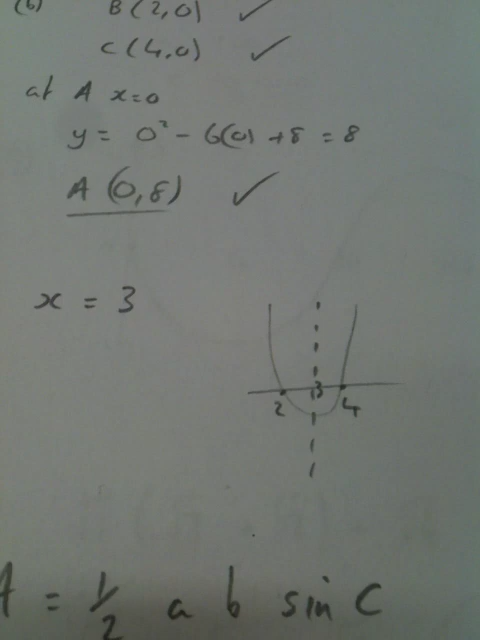 (b) B(2,0) ✓
C(4,0) ✓
at A x=0
y = 0² - 6(0) + 8 = 8
A (0,8) ✓
x = 3
2 3 4
A = 1/2 a b sin C